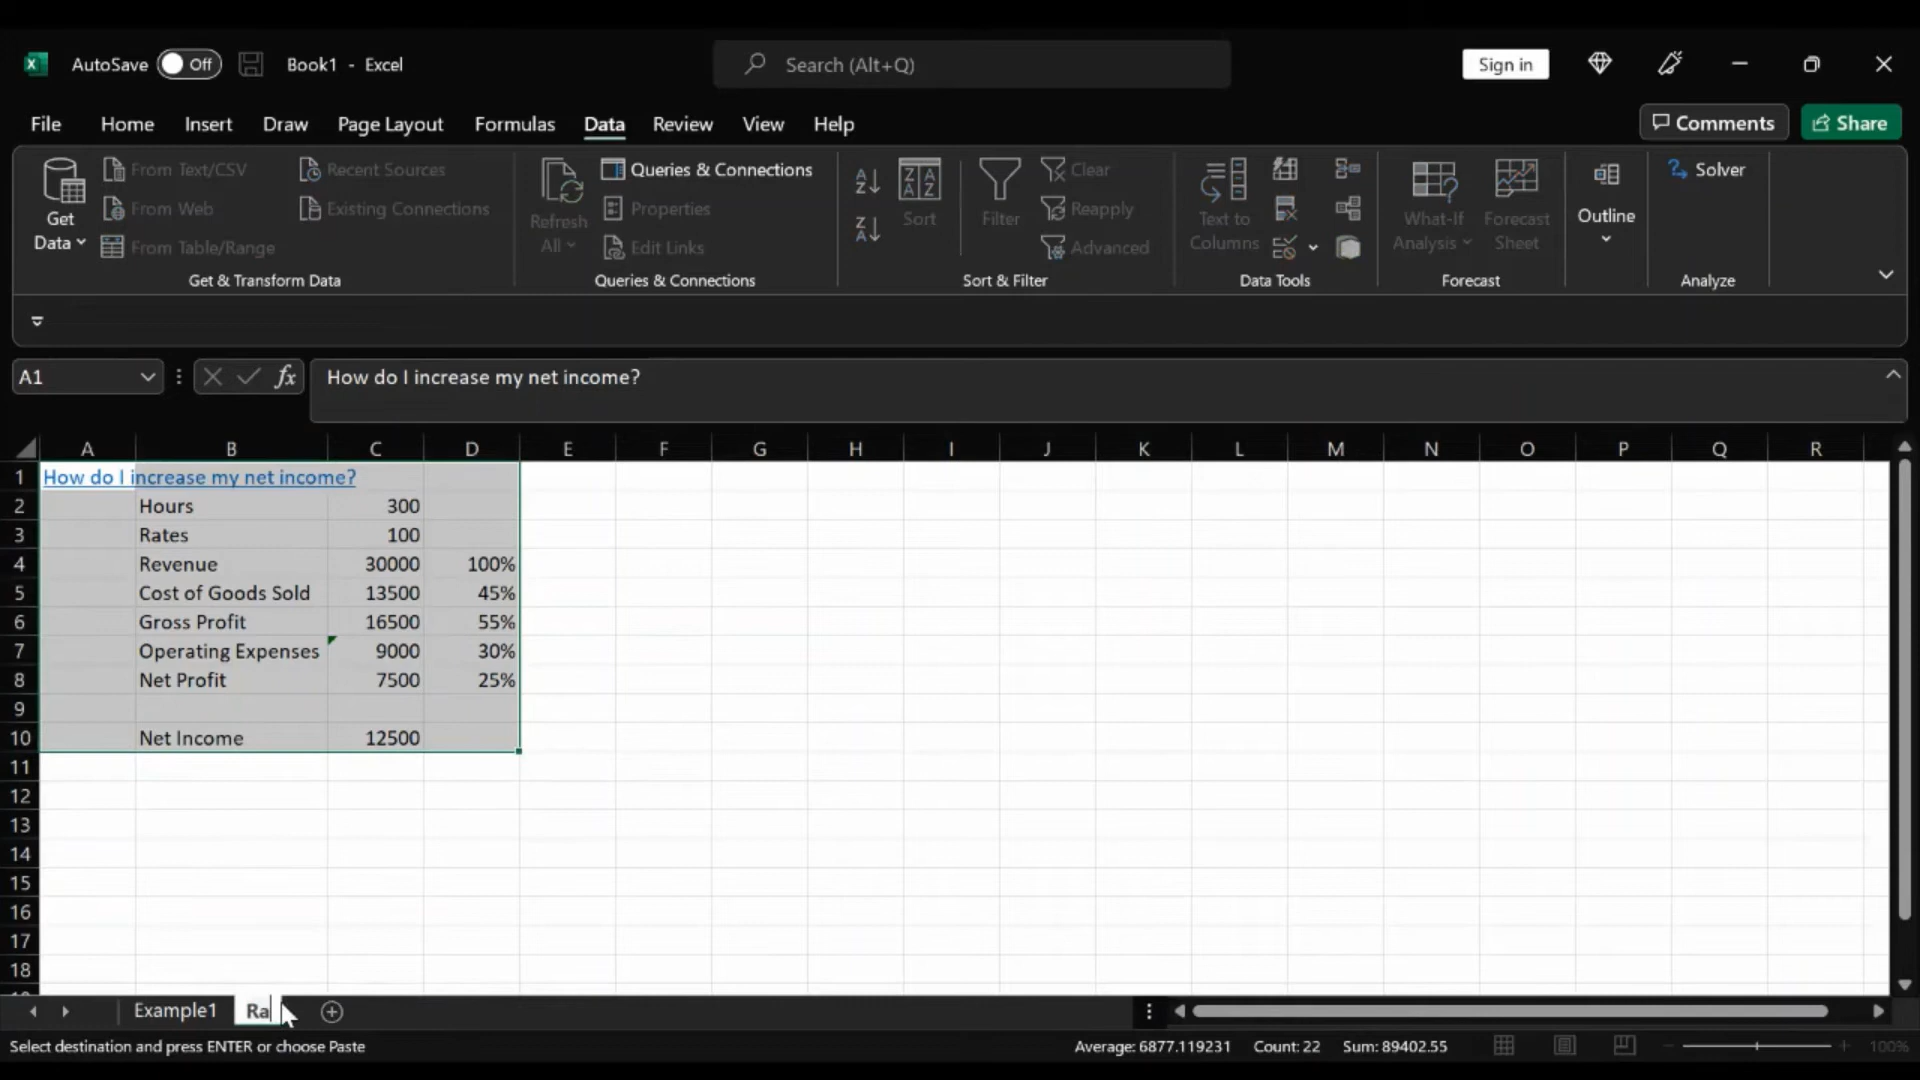 AutoSave Off Book1 - Excel Search (Alt+Q) Sign in
File Home Insert Draw Page Layout Formulas Data Review View Help Comments Share
Get Data
From Text/CSV
From Web
From Table/Range
Recent Sources
Existing Connections
Get & Transform Data
Refresh All
Queries & Connections
Properties
Edit Links
Queries & Connections
Sort
Filter
Clear
Reapply
Advanced
Sort & Filter
Text to Columns
Data Tools
What-If Analysis
Forecast Sheet
Forecast
Outline
Solver
Analyze
A1 fx How do I increase my net income?
A B C D E F G H I J K L M N O P Q R
1 How do I increase my net income?
2 Hours 300
3 Rates 100
4 Revenue 30000 100%
5 Cost of Goods Sold 13500 45%
6 Gross Profit 16500 55%
7 Operating Expenses 9000 30%
8 Net Profit 7500 25%
9
10 Net Income 12500
11
12
13
14
15
16
17
18
Example1 Ra
Select destination and press ENTER or choose Paste Average: 6877.119231 Count: 22 Sum: 89402.55 100%